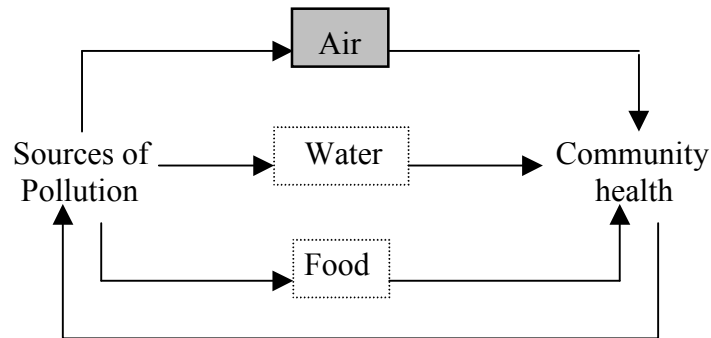 Air
Sources of
Pollution
Water
Community
health
Food